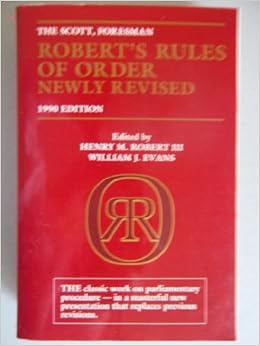 THE SCOTT, FORESMAN
ROBERT'S RULES
OF ORDER
NEWLY REVISED
1990 EDITION
Edited by
HENRY M. ROBERT III
WILLIAM J. EVANS
RR
THE classic work on parliamentary
procedure — in a masterful new
presentation that replaces previous
revisions.